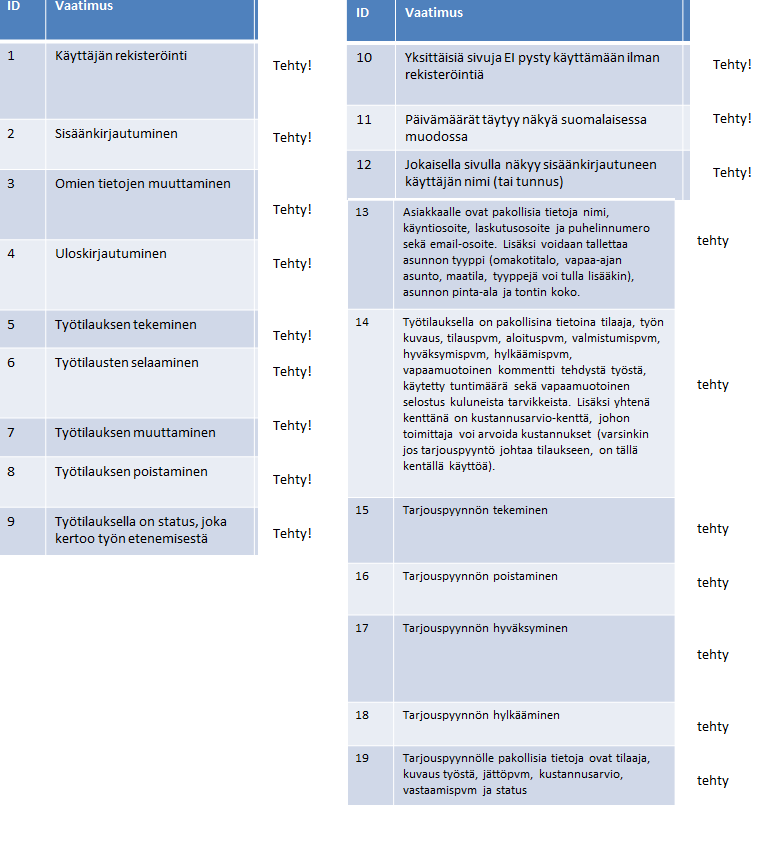 ID Vaatimus
1 Käyttäjän rekisteröinti Tehty!
2 Sisäänkirjautuminen Tehty!
3 Omien tietojen muuttaminen Tehty!
4 Uloskirjautuminen Tehty!
5 Työtilauksen tekeminen Tehty!
6 Työtilausten selaaminen Tehty!
7 Työtilauksen muuttaminen Tehty!
8 Työtilauksen poistaminen Tehty!
9 Työtilauksella on status, joka
kertoo työn etenemisestä Tehty!
ID Vaatimus
10 Yksittäisiä sivuja EI pysty käyttämään ilman
rekisteröintiä Tehty!
11 Päivämäärät täytyy näkyä suomalaisessa
muodossa Tehty!
12 Jokaisella sivulla näkyy sisäänkirjautuneen
käyttäjän nimi (tai tunnus) Tehty!
13 Asiakkaalle ovat pakollisia tietoja nimi,
käyntiosoite, laskutusosoite ja puhelinnumero
sekä email-osoite. Lisäksi voidaan tallettaa
asunnon tyyppi (omakotitalo, vapaa-ajan
asunto, maatila, tyyppejä voi tulla lisääkin),
asunnon pinta-ala ja tontin koko.
tehty
14 Työtilauksella on pakollisina tietoina tilaaja, työn
kuvaus, tilauspvm, aloituspvm, valmistumispvm,
hyväksymispvm, hylkäämispvm,
vapaamuotoinen kommentti tehdystä työstä,
käytetty tuntimäärä sekä vapaamuotoinen
selostus kuluneista tarvikkeista. Lisäksi yhtenä
kenttänä on kustannusarvio-kenttä, johon
toimittaja voi arvoida kustannukset (varsinkin
jos tarjouspyyntö johtaa tilaukseen, on tällä
kentällä käyttöä).
tehty
15 Tarjouspyynnön tekeminen tehty
16 Tarjouspyynnön poistaminen tehty
17 Tarjouspyynnön hyväksyminen tehty
18 Tarjouspyynnön hylkääminen tehty
19 Tarjouspyynnölle pakollisia tietoja ovat tilaaja,
kuvaus työstä, jättöpvm, kustannusarvio,
vastaamispvm ja status
tehty